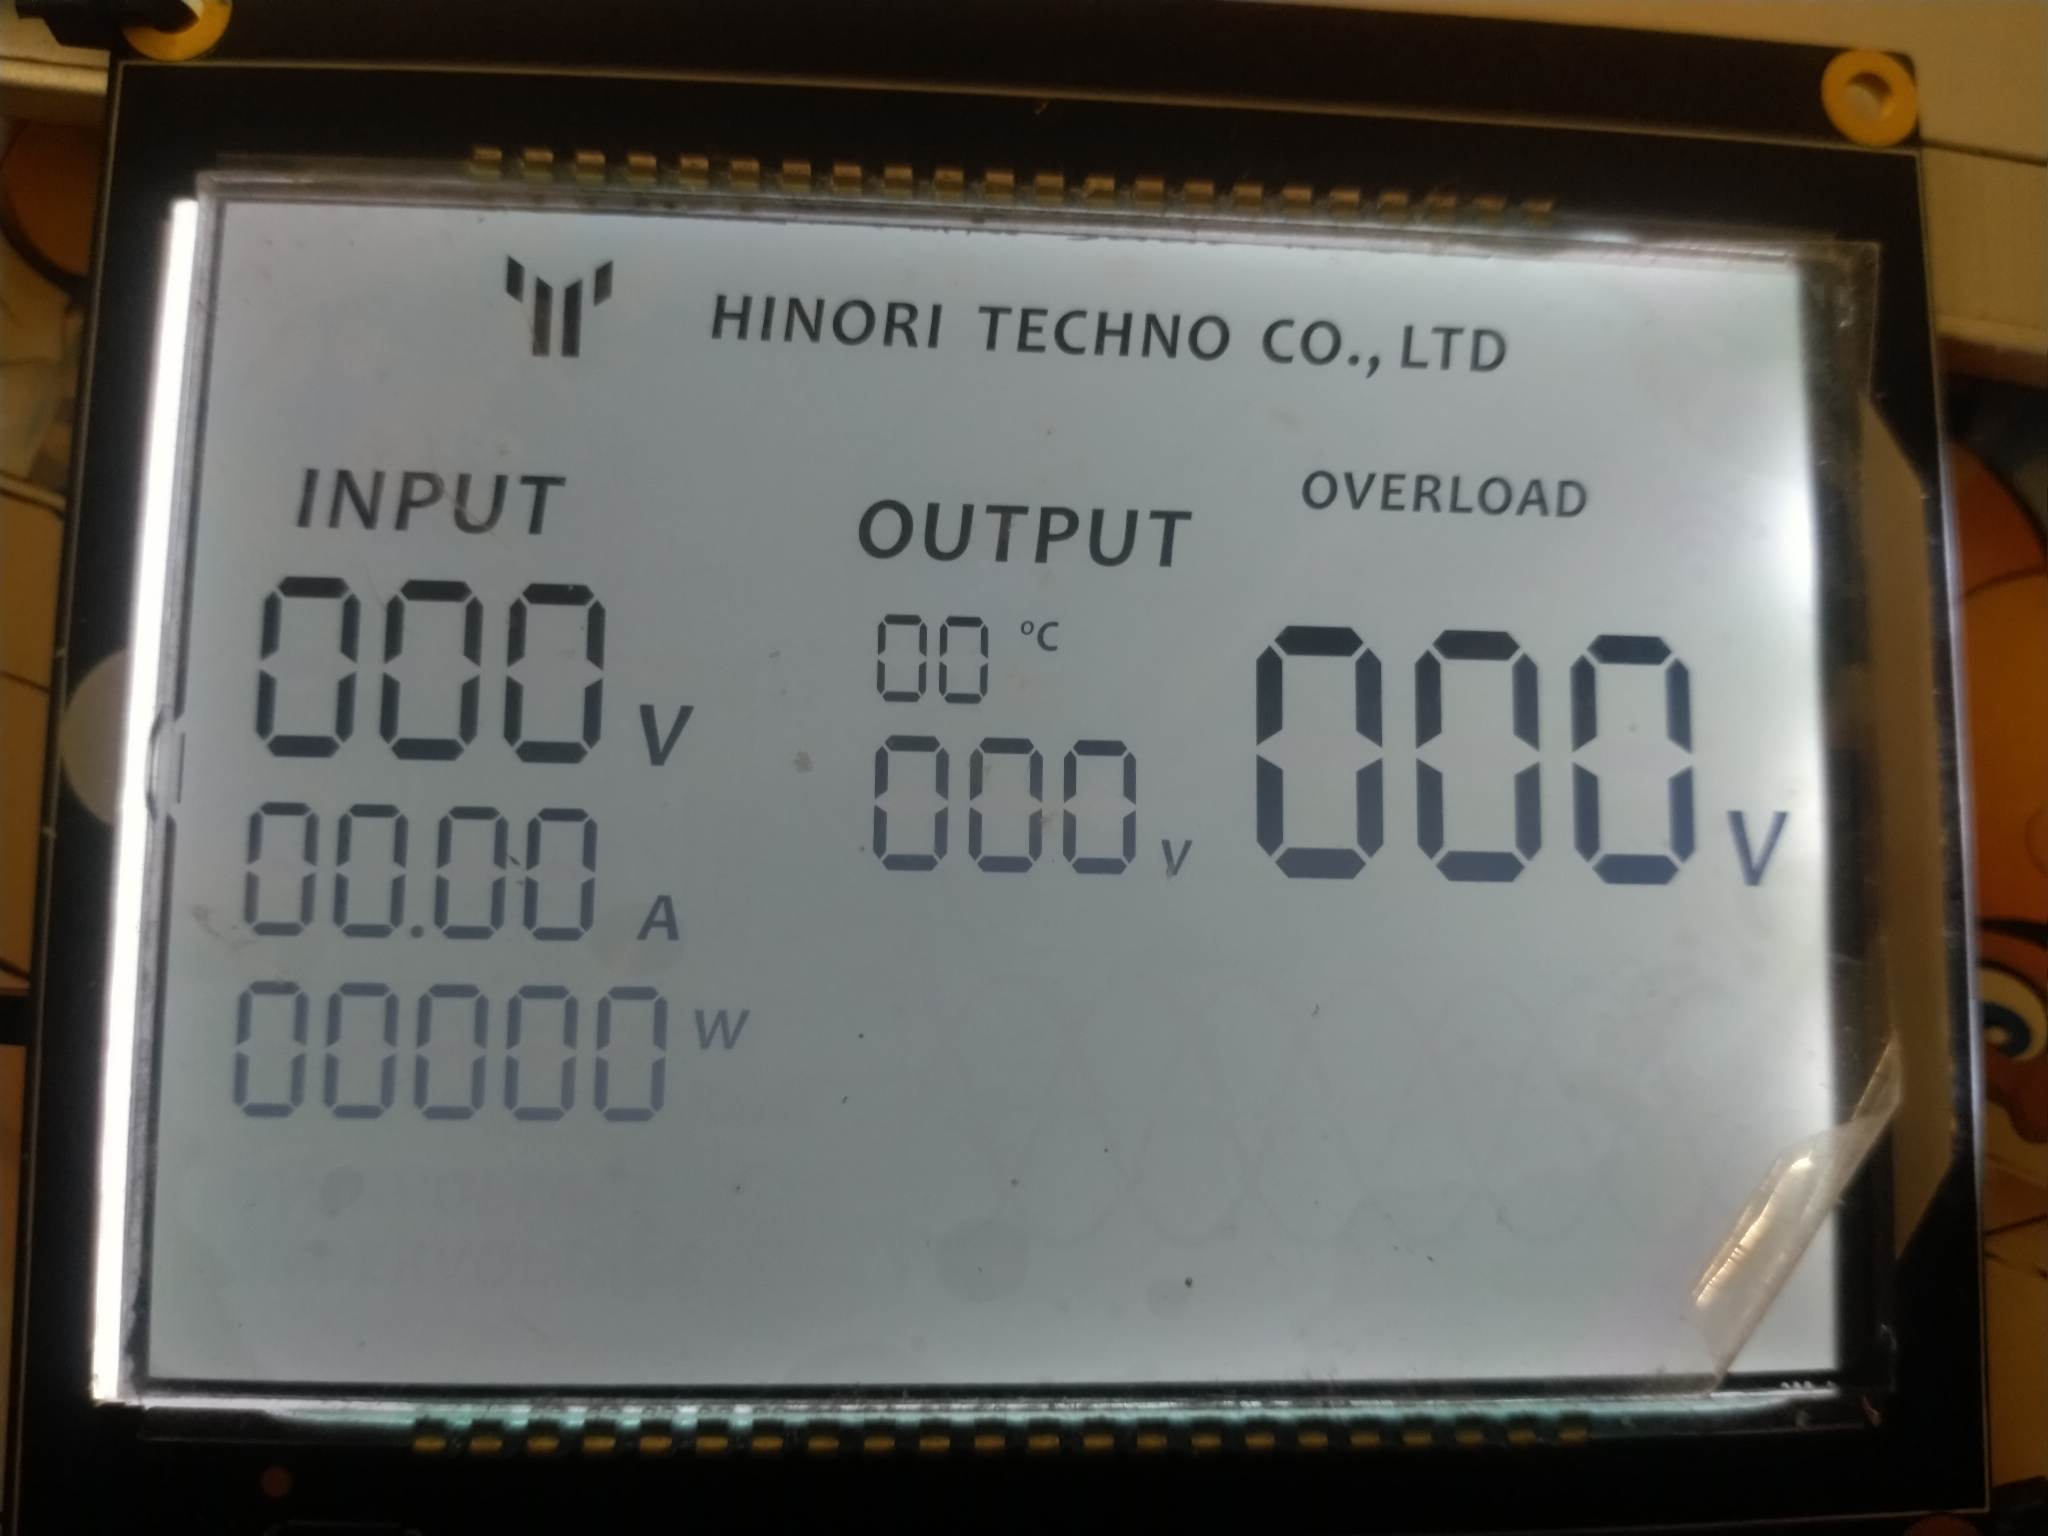 HINORI TECHNO CO., LTD
INPUT
OUTPUT
OVERLOAD
000 V
00.00 A
00000 W
00 °C
000 V
000 V